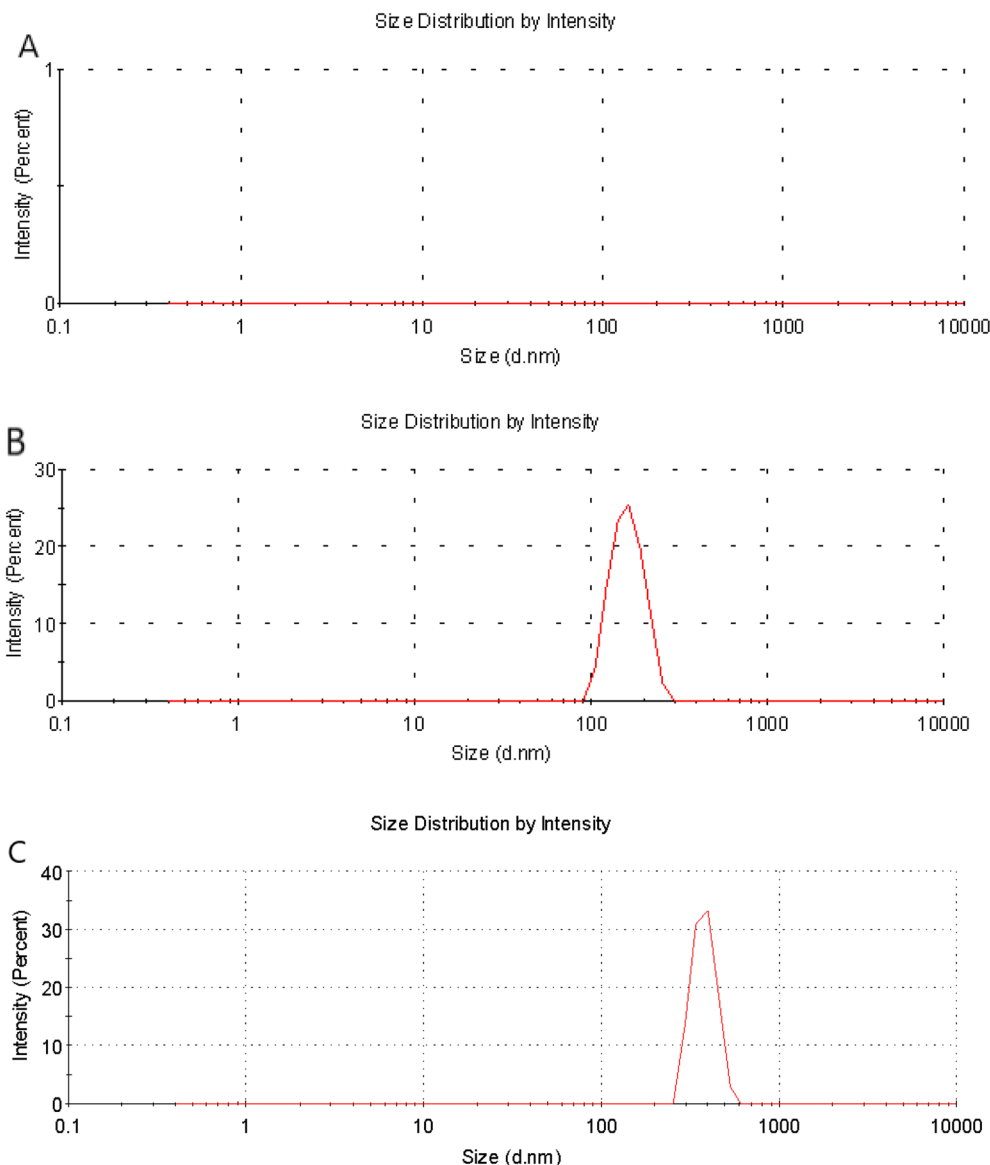 Size Distribution by Intensity
A
1
Intensity (Percent)
0
0.1 1 10 100 1000 10000
Size (d.nm)
Size Distribution by Intensity
B
30
20
10
0
Intensity (Percent)
0.1 1 10 100 1000 10000
Size (d.nm)
Size Distribution by Intensity
C
40
30
20
10
0
Intensity (Percent)
0.1 1 10 100 1000 10000
Size (d.nm)